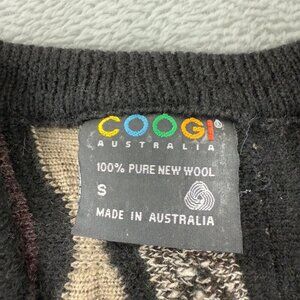 COOGI®
AUSTRALIA
100% PURE NEW WOOL
S
MADE IN AUSTRALIA